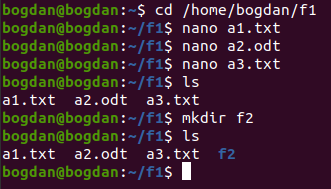 bogdan@bogdan:~$ cd /home/bogdan/f1
bogdan@bogdan:~/f1$ nano a1.txt
bogdan@bogdan:~/f1$ nano a2.odt
bogdan@bogdan:~/f1$ nano a3.txt
bogdan@bogdan:~/f1$ ls
a1.txt  a2.odt  a3.txt
bogdan@bogdan:~/f1$ mkdir f2
bogdan@bogdan:~/f1$ ls
a1.txt  a2.odt  a3.txt  f2
bogdan@bogdan:~/f1$